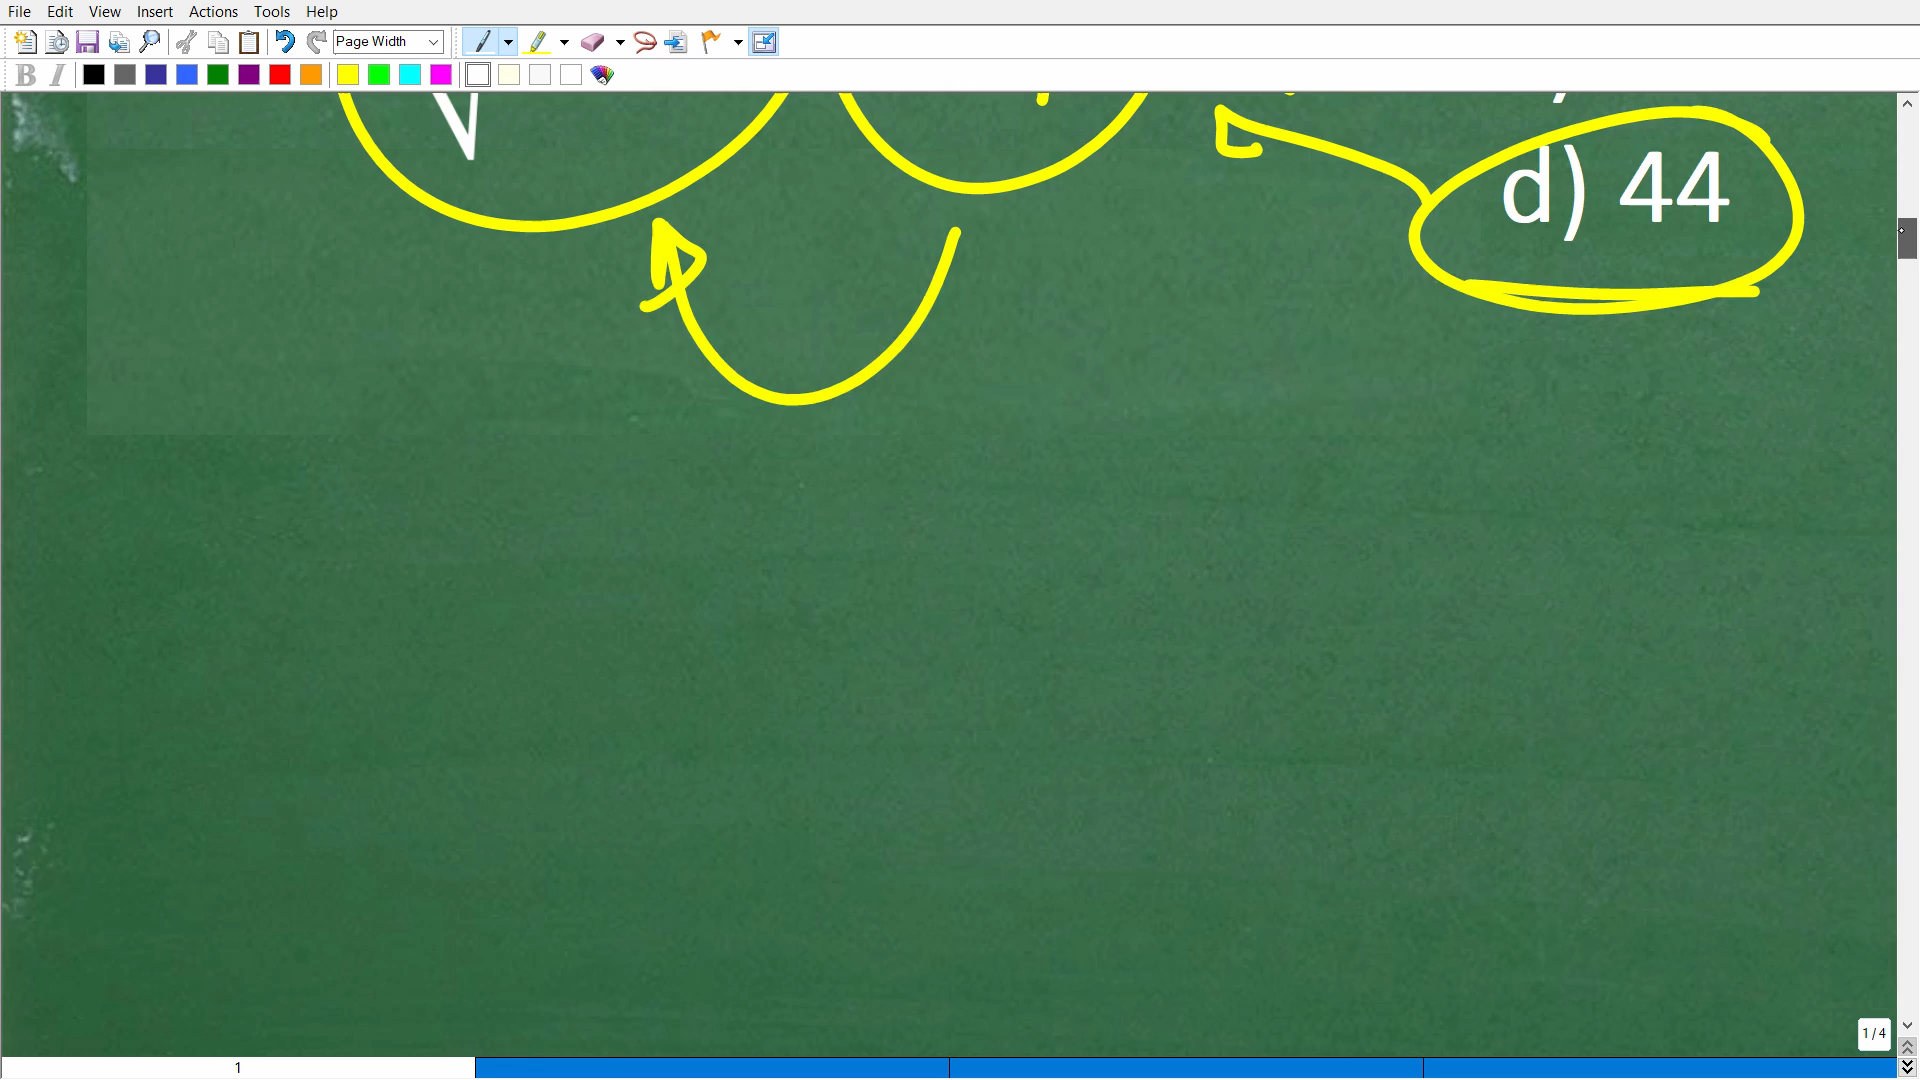 File Edit View Insert Actions Tools Help
Page Width
B I
√
d) 44
1 / 4
1